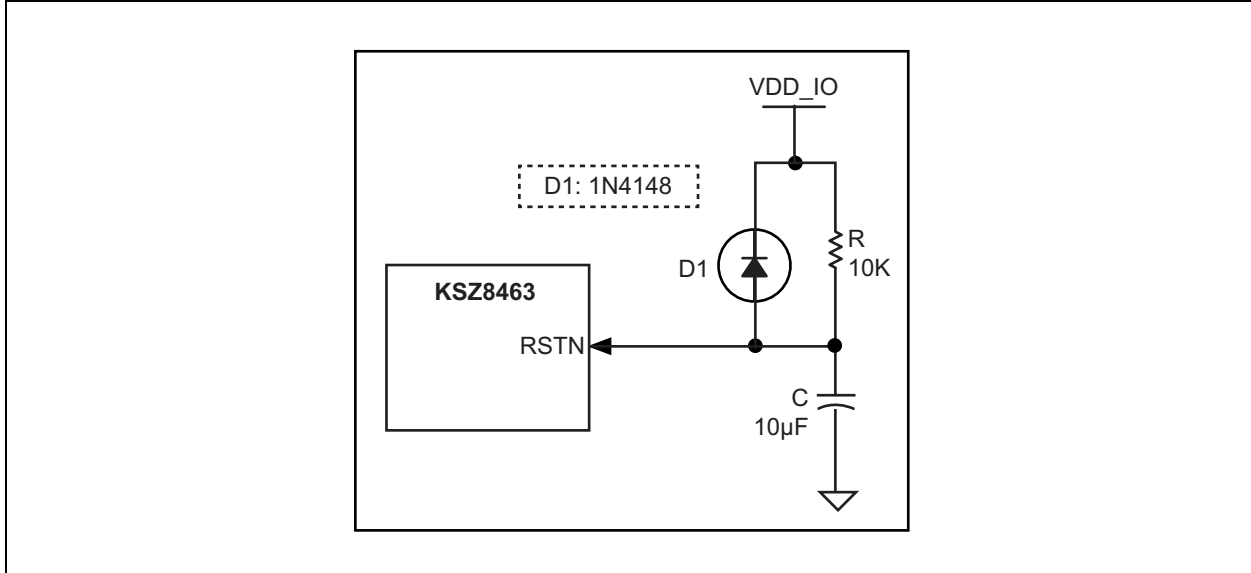 VDD_IO
D1: 1N4148
R
D1
10K
KSZ8463
RSTN
C
10µF